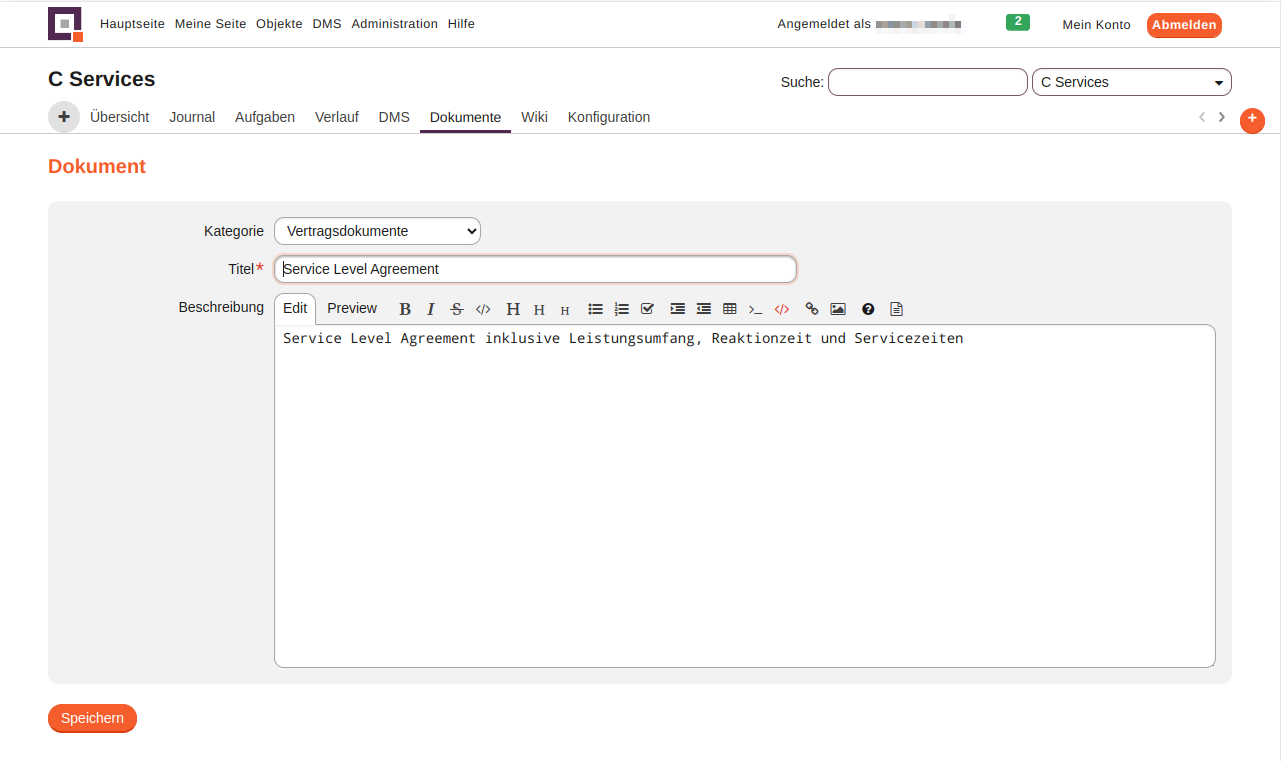 Hauptseite Meine Seite Objekte DMS Administration Hilfe Angemeldet als 2 Mein Konto Abmelden
C Services
Suche: C Services
+ Übersicht Journal Aufgaben Verlauf DMS Dokumente Wiki Konfiguration < > +
Dokument
Kategorie Vertragsdokumente
Titel* Service Level Agreement
Beschreibung Edit Preview B I S </> H H H >_ </> ?
Service Level Agreement inklusive Leistungsumfang, Reaktionzeit und Servicezeiten
Speichern